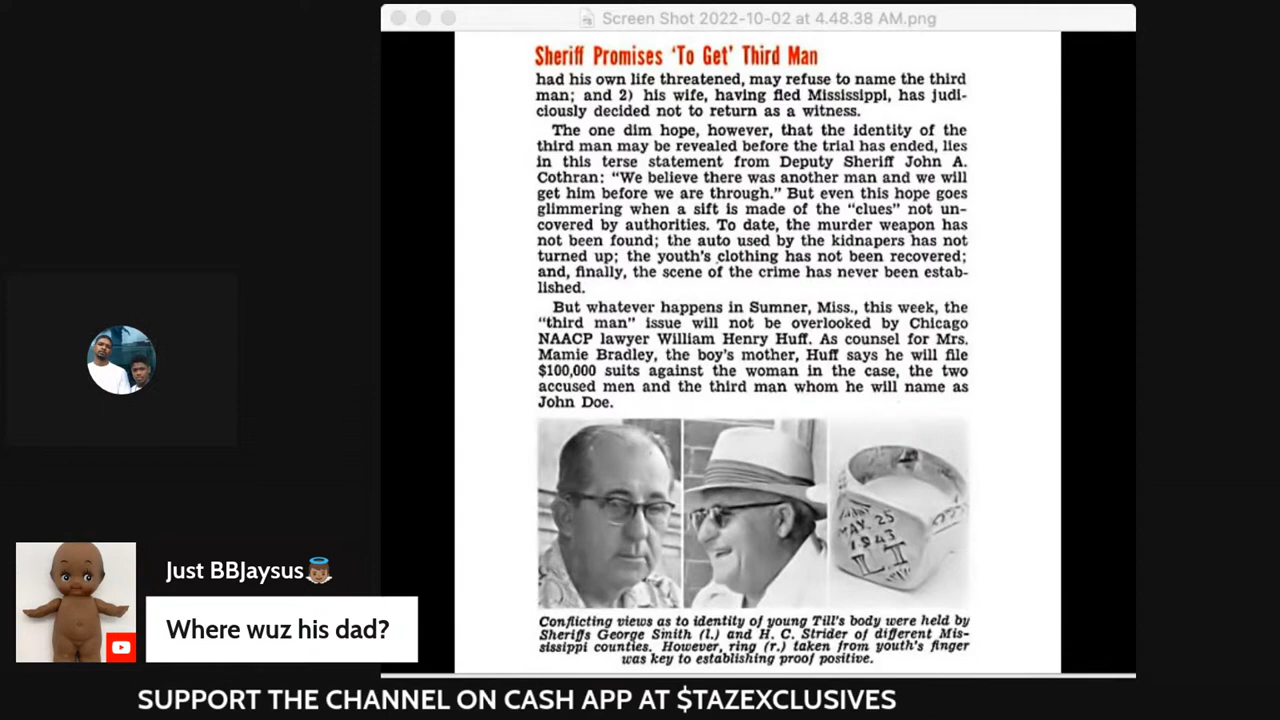 Screen Shot 2022-10-02 at 4.48.38 AM.png
Sheriff Promises 'To Get' Third Man
had his own life threatened, may refuse to name the third
man; and 2) his wife, having fled Mississippi, has judi-
ciously decided not to return as a witness.
The one dim hope, however, that the identity of the
third man may be revealed before the trial has ended, lies
in this terse statement from Deputy Sheriff John A.
Cothran: "We believe there was another man and we will
get him before we are through." But even this hope goes
glimmering when a sift is made of the "clues" not un-
covered by authorities. To date, the murder weapon has
not been found; the auto used by the kidnapers has not
turned up; the youth's clothing has not been recovered;
and, finally, the scene of the crime has never been estab-
lished.
But whatever happens in Sumner, Miss., this week, the
"third man" issue will not be overlooked by Chicago
NAACP lawyer William Henry Huff. As counsel for Mrs.
Mamie Bradley, the boy's mother, Huff says he will file
$100,000 suits against the woman in the case, the two
accused men and the third man whom he will name as
John Doe.
MAY. 25
1943
LT
Conflicting views as to identity of young Till's body were held by
Sheriffs George Smith (l.) and H. C. Strider of different Mis-
sissippi counties. However, ring (r.) taken from youth's finger
was key to establishing proof positive.
Just BBJaysus
Where wuz his dad?
SUPPORT THE CHANNEL ON CASH APP AT $TAZEXCLUSIVES